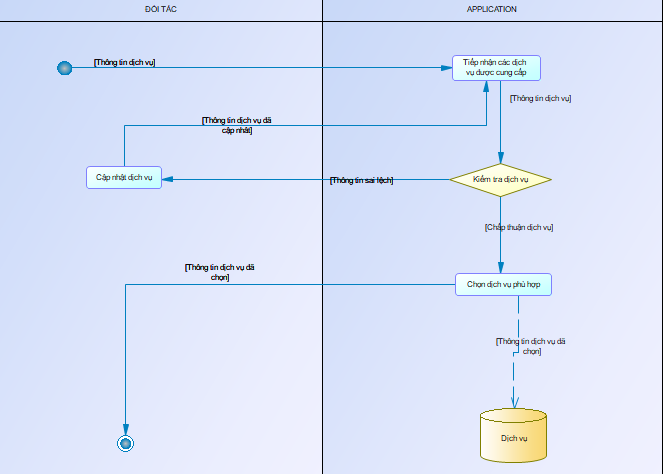 ĐỐI TÁC
APPLICATION
[Thông tin dịch vụ]
Tiếp nhận các dịch
vụ được cung cấp
[Thông tin dịch vụ]
[Thông tin dịch vụ đã
cập nhật]
Cập nhật dịch vụ
[Thông tin sai lệch]
Kiểm tra dịch vụ
[Chấp thuận dịch vụ]
[Thông tin dịch vụ đã
chọn]
Chọn dịch vụ phù hợp
[Thông tin dịch vụ đã
chọn]
Dịch vụ